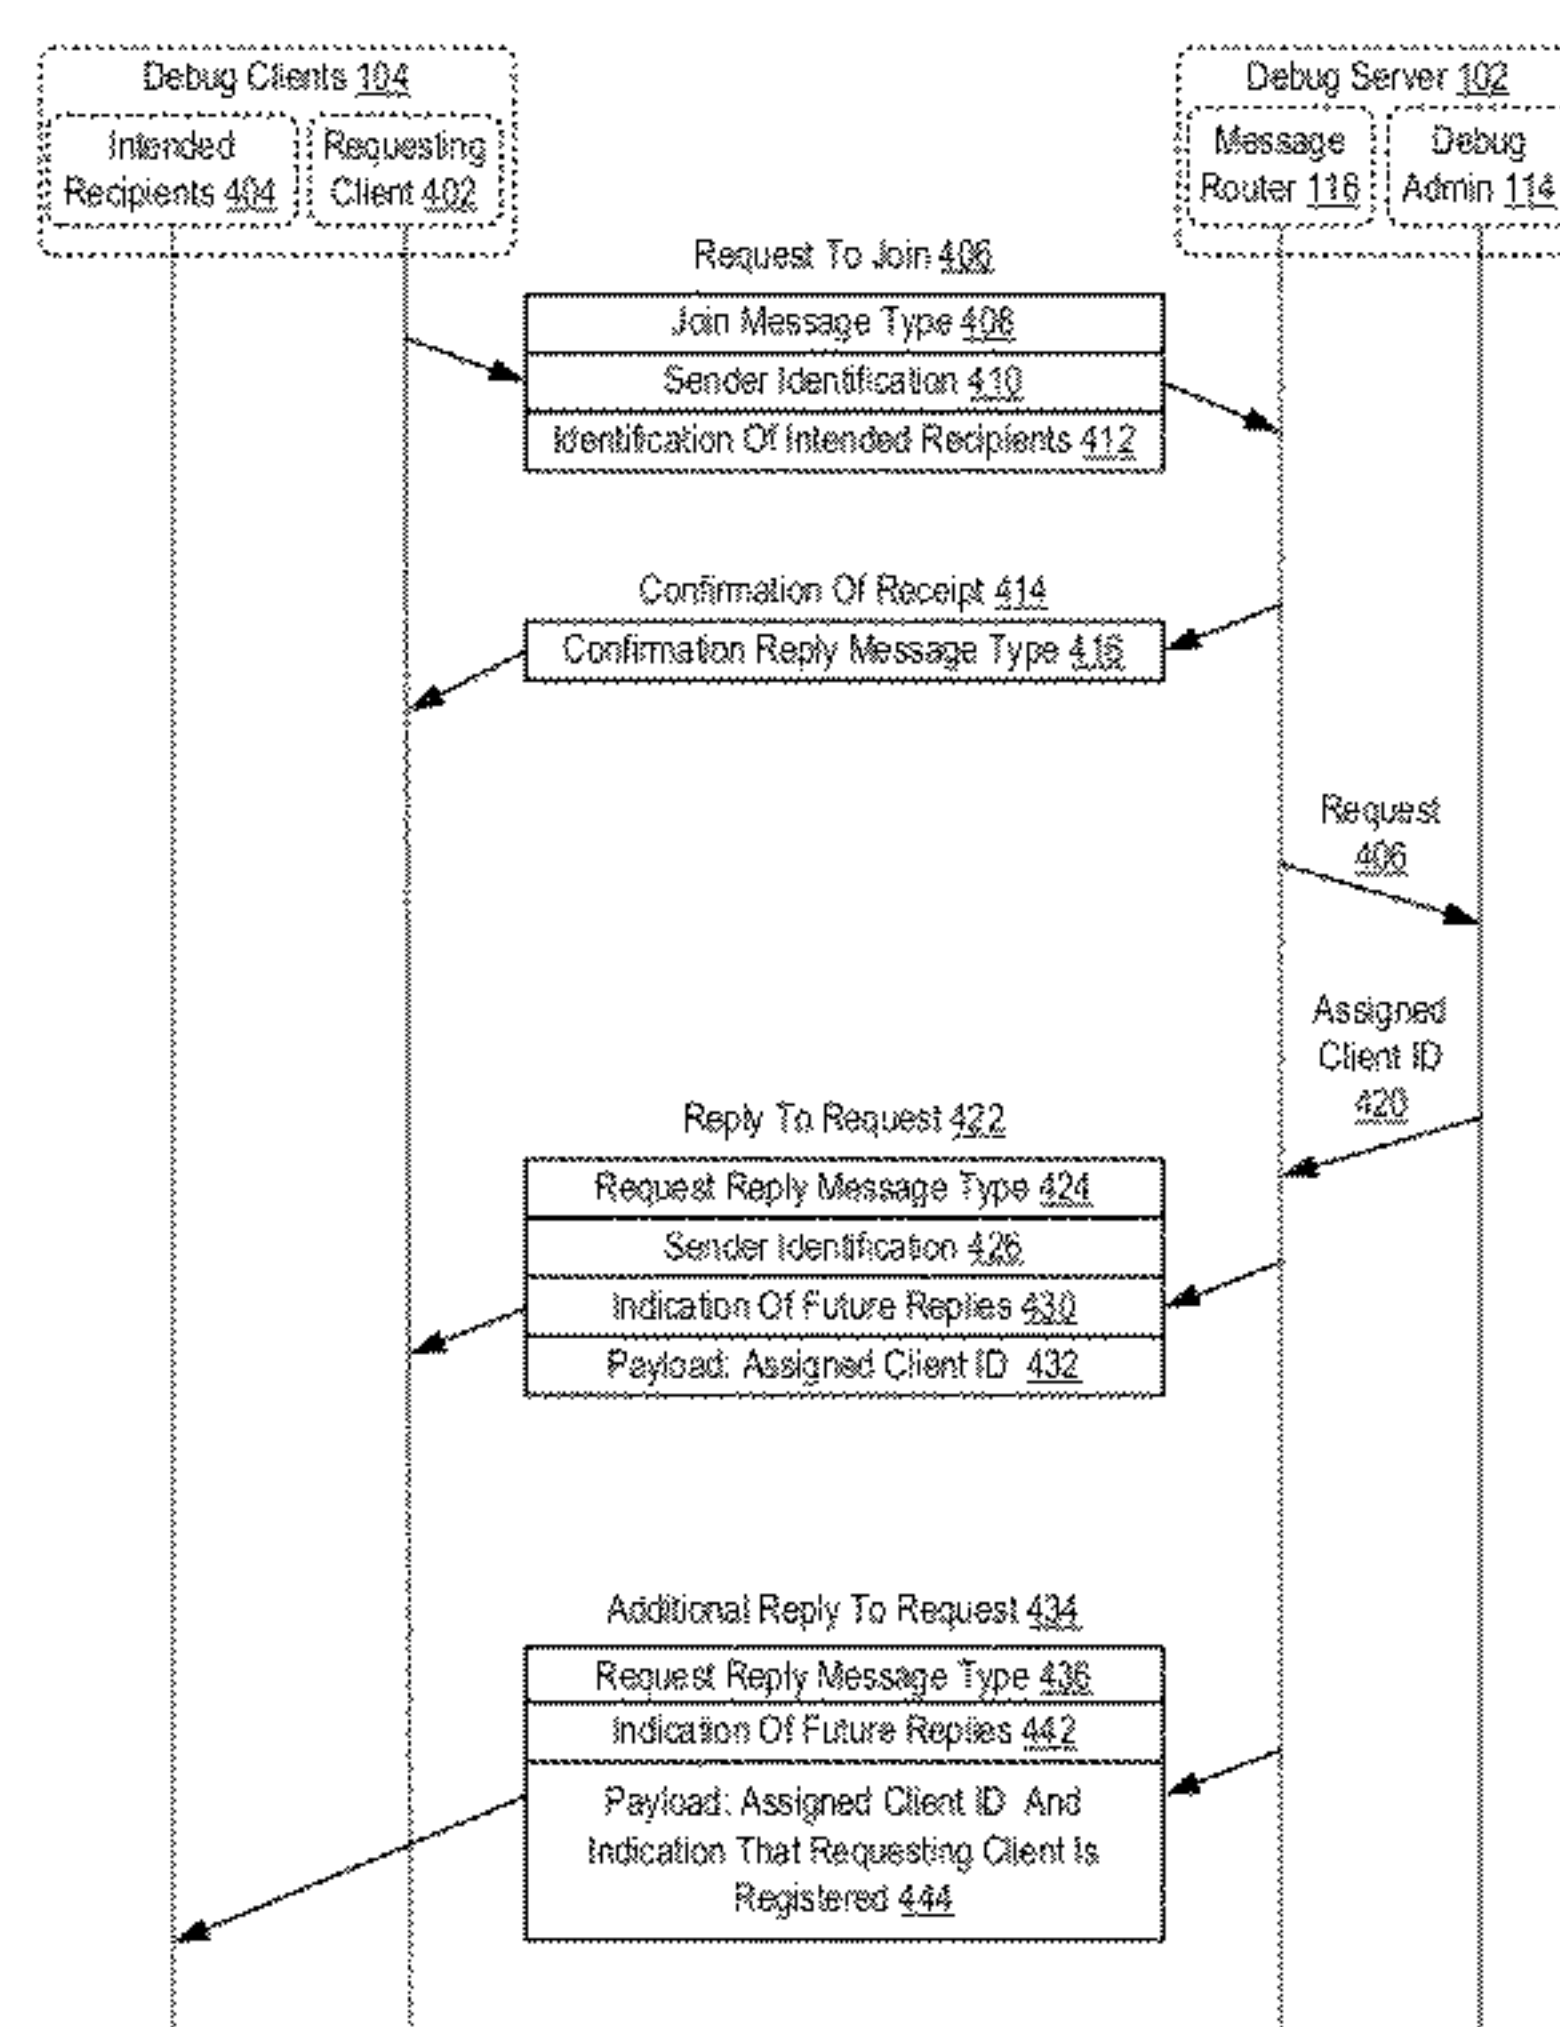 Debug Clients 104
Intended
Recipients 404
Requesting
Client 402
Debug Server 102
Message
Router 116
Debug
Admin 114
Request To Join 406
Join Message Type 408
Sender Identification 410
Identification Of Intended Recipients 412
Confirmation Of Receipt 414
Confirmation Reply Message Type 416
Request
406
Assigned
Client ID
420
Reply To Request 422
Request Reply Message Type 424
Sender Identification 426
Indication Of Future Replies 430
Payload: Assigned Client ID 432
Additional Reply To Request 434
Request Reply Message Type 436
Indication Of Future Replies 442
Payload: Assigned Client ID And
Indication That Requesting Client Is
Registered 444